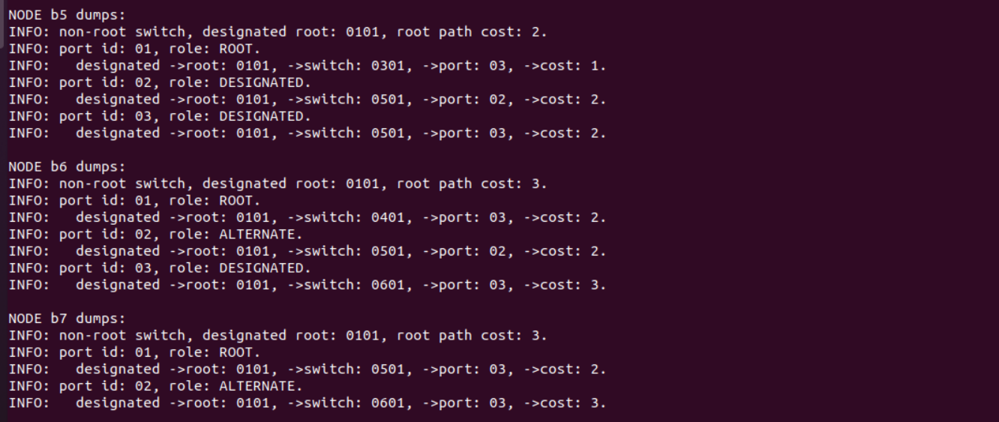 NODE b5 dumps:
INFO: non-root switch, designated root: 0101, root path cost: 2.
INFO: port id: 01, role: ROOT.
INFO:   designated ->root: 0101, ->switch: 0301, ->port: 03, ->cost: 1.
INFO: port id: 02, role: DESIGNATED.
INFO:   designated ->root: 0101, ->switch: 0501, ->port: 02, ->cost: 2.
INFO: port id: 03, role: DESIGNATED.
INFO:   designated ->root: 0101, ->switch: 0501, ->port: 03, ->cost: 2.

NODE b6 dumps:
INFO: non-root switch, designated root: 0101, root path cost: 3.
INFO: port id: 01, role: ROOT.
INFO:   designated ->root: 0101, ->switch: 0401, ->port: 03, ->cost: 2.
INFO: port id: 02, role: ALTERNATE.
INFO:   designated ->root: 0101, ->switch: 0501, ->port: 02, ->cost: 2.
INFO: port id: 03, role: DESIGNATED.
INFO:   designated ->root: 0101, ->switch: 0601, ->port: 03, ->cost: 3.

NODE b7 dumps:
INFO: non-root switch, designated root: 0101, root path cost: 3.
INFO: port id: 01, role: ROOT.
INFO:   designated ->root: 0101, ->switch: 0501, ->port: 03, ->cost: 2.
INFO: port id: 02, role: ALTERNATE.
INFO:   designated ->root: 0101, ->switch: 0601, ->port: 03, ->cost: 3.